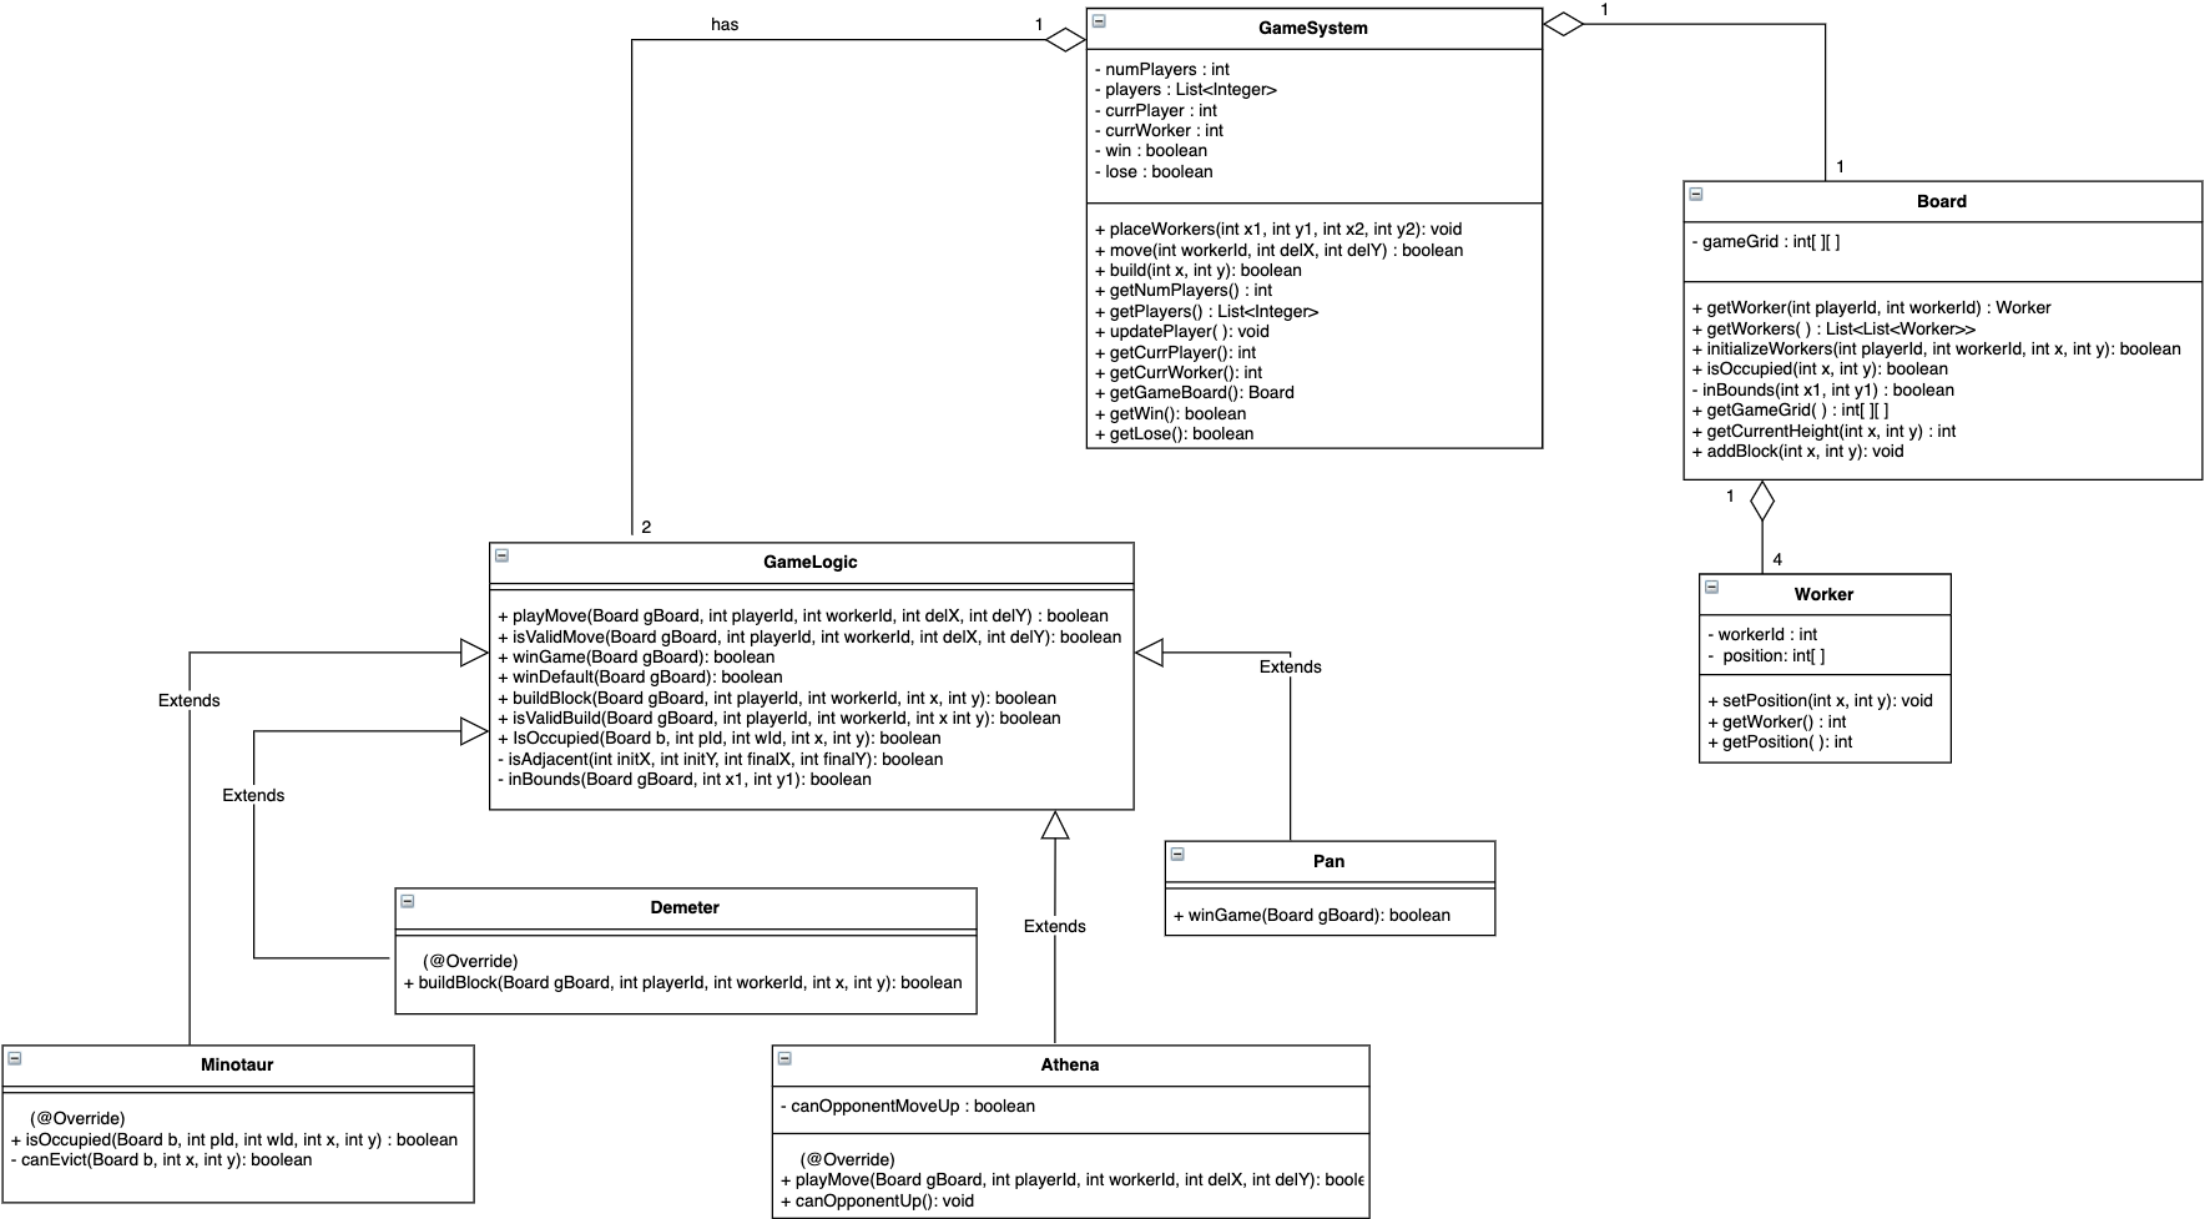 has
1
GameSystem
- numPlayers : int
- players : List<Integer>
- currPlayer : int
- currWorker : int
- win : boolean
- lose : boolean
+ placeWorkers(int x1, int y1, int x2, int y2): void
+ move(int workerId, int delX, int delY) : boolean
+ build(int x, int y): boolean
+ getNumPlayers() : int
+ getPlayers() : List<Integer>
+ updatePlayer( ): void
+ getCurrPlayer(): int
+ getCurrWorker(): int
+ getGameBoard(): Board
+ getWin(): boolean
+ getLose(): boolean
1
1
Board
- gameGrid : int[ ][ ]
+ getWorker(int playerId, int workerId) : Worker
+ getWorkers( ) : List<List<Worker>>
+ initializeWorkers(int playerId, int workerId, int x, int y): boolean
+ isOccupied(int x, int y): boolean
- inBounds(int x1, int y1) : boolean
+ getGameGrid( ) : int[ ][ ]
+ getCurrentHeight(int x, int y) : int
+ addBlock(int x, int y): void
1
4
Worker
- workerId : int
-  position: int[ ]
+ setPosition(int x, int y): void
+ getWorker() : int
+ getPosition( ): int
2
GameLogic
+ playMove(Board gBoard, int playerId, int workerId, int delX, int delY) : boolean
+ isValidMove(Board gBoard, int playerId, int workerId, int delX, int delY): boolean
+ winGame(Board gBoard): boolean
+ winDefault(Board gBoard): boolean
+ buildBlock(Board gBoard, int playerId, int workerId, int x, int y): boolean
+ isValidBuild(Board gBoard, int playerId, int workerId, int x int y): boolean
+ IsOccupied(Board b, int pId, int wId, int x, int y): boolean
- isAdjacent(int initX, int initY, int finalX, int finalY): boolean
- inBounds(Board gBoard, int x1, int y1): boolean
Extends
Extends
Extends
Extends
Pan
+ winGame(Board gBoard): boolean
Demeter
(@Override)
+ buildBlock(Board gBoard, int playerId, int workerId, int x, int y): boolean
Minotaur
(@Override)
+ isOccupied(Board b, int pId, int wId, int x, int y) : boolean
- canEvict(Board b, int x, int y): boolean
Athena
- canOpponentMoveUp : boolean
(@Override)
+ playMove(Board gBoard, int playerId, int workerId, int delX, int delY):
+ canOpponentUp(): void